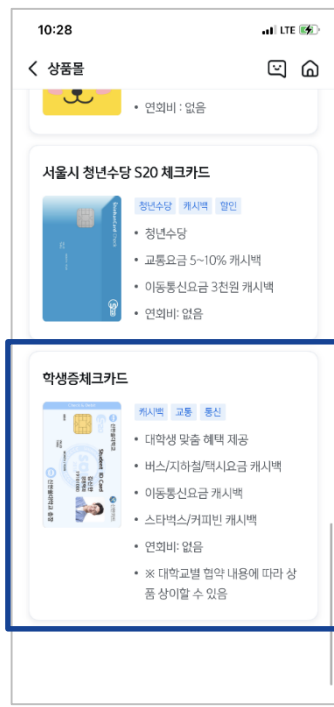 10:28
LTE
상품몰
• 연회비 : 없음
서울시 청년수당 S20 체크카드
청년수당 캐시백 할인
• 청년수당
• 교통요금 5~10% 캐시백
• 이동통신요금 3천원 캐시백
• 연회비: 없음
학생증체크카드
캐시백 교통 통신
Student ID Card
• 대학생 맞춤 혜택 제공
• 버스/지하철/택시요금 캐시백
• 이동통신요금 캐시백
• 스타벅스/커피빈 캐시백
• 연회비: 없음
• ※ 대학교별 협약 내용에 따라 상
품 상이할 수 있음